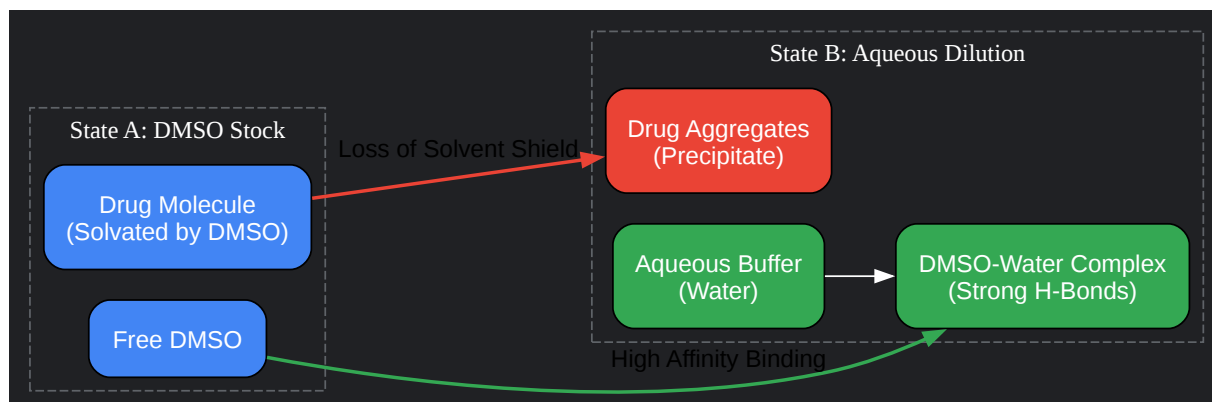 State A: DMSO Stock
Drug Molecule
(Solvated by DMSO)
Free DMSO
Loss of Solvent Shield
State B: Aqueous Dilution
Drug Aggregates
(Precipitate)
Aqueous Buffer
(Water)
DMSO-Water Complex
(Strong H-Bonds)
High Affinity Binding